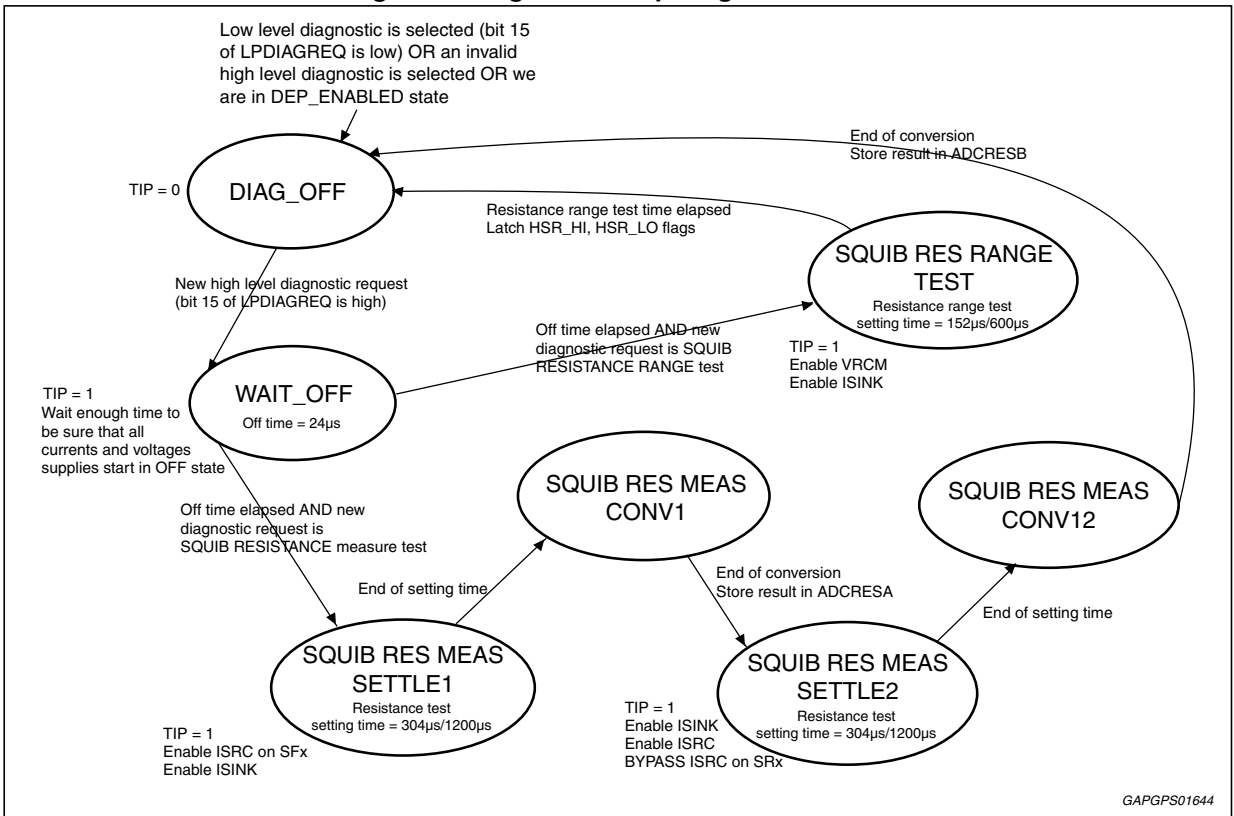 Low level diagnostic is selected (bit 15
of LPDIAGREQ is low) OR an invalid
high level diagnostic is selected OR we
are in DEP_ENABLED state
End of conversion
Store result in ADCRESB
TIP = 0
DIAG_OFF
Resistance range test time elapsed
Latch HSR_HI, HSR_LO flags
SQUIB RES RANGE
TEST
Resistance range test
setting time = 152µs/600µs
New high level diagnostic request
(bit 15 of LPDIAGREQ is high)
Off time elapsed AND new
diagnostic request is SQUIB
RESISTANCE RANGE test
TIP = 1
Enable VRCM
Enable ISINK
TIP = 1
Wait enough time to
be sure that all
currents and voltages
supplies start in OFF state
WAIT_OFF
Off time = 24µs
SQUIB RES MEAS
CONV1
SQUIB RES MEAS
CONV12
Off time elapsed AND new
diagnostic request is
SQUIB RESISTANCE measure test
End of setting time
End of conversion
Store result in ADCRESA
End of setting time
SQUIB RES MEAS
SETTLE1
Resistance test
setting time = 304µs/1200µs
TIP = 1
Enable ISRC on SFx
Enable ISINK
SQUIB RES MEAS
SETTLE2
Resistance test
setting time = 304µs/1200µs
TIP = 1
Enable ISINK
Enable ISRC
BYPASS ISRC on SRx
GAPGPS01644